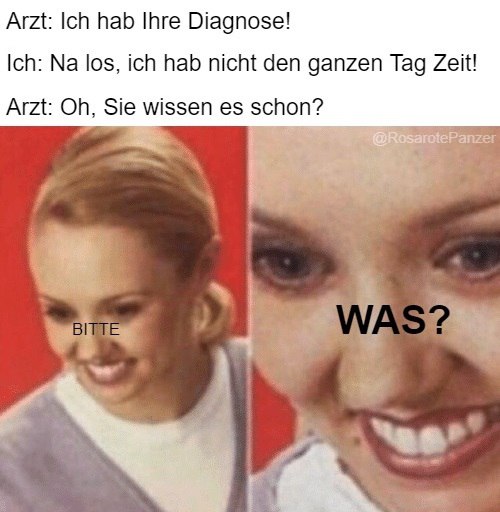 Arzt: Ich hab Ihre Diagnose!
Ich: Na los, ich hab nicht den ganzen Tag Zeit!
Arzt: Oh, Sie wissen es schon?
@RosarotePanzer
BITTE
WAS?